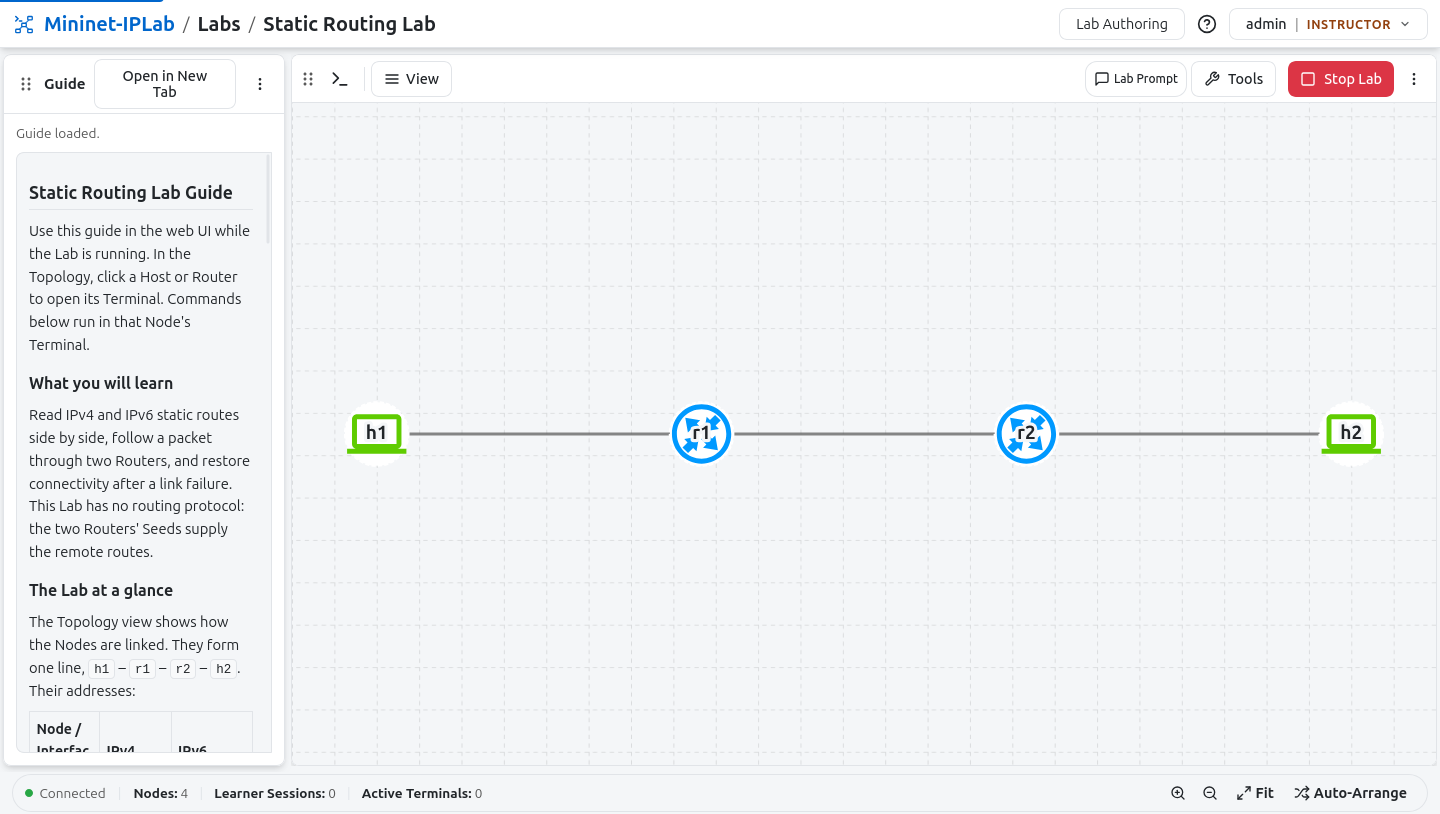 Mininet-IPLab / Labs / Static Routing Lab
Lab Authoring
admin | INSTRUCTOR
Guide
Open in New
Tab
View
Lab Prompt
Tools
Stop Lab
Guide loaded.
Static Routing Lab Guide
Use this guide in the web UI while
the Lab is running. In the
Topology, click a Host or Router
to open its Terminal. Commands
below run in that Node's
Terminal.
What you will learn
Read IPv4 and IPv6 static routes
side by side, follow a packet
through two Routers, and restore
connectivity after a link failure.
This Lab has no routing protocol:
the two Routers' Seeds supply
the remote routes.
The Lab at a glance
The Topology view shows how
the Nodes are linked. They form
one line, h1 – r1 – r2 – h2.
Their addresses:
Node /
Interfac IPv4 IPv6
h1 r1 r2 h2
Connected
Nodes: 4
Learner Sessions: 0
Active Terminals: 0
Fit
Auto-Arrange